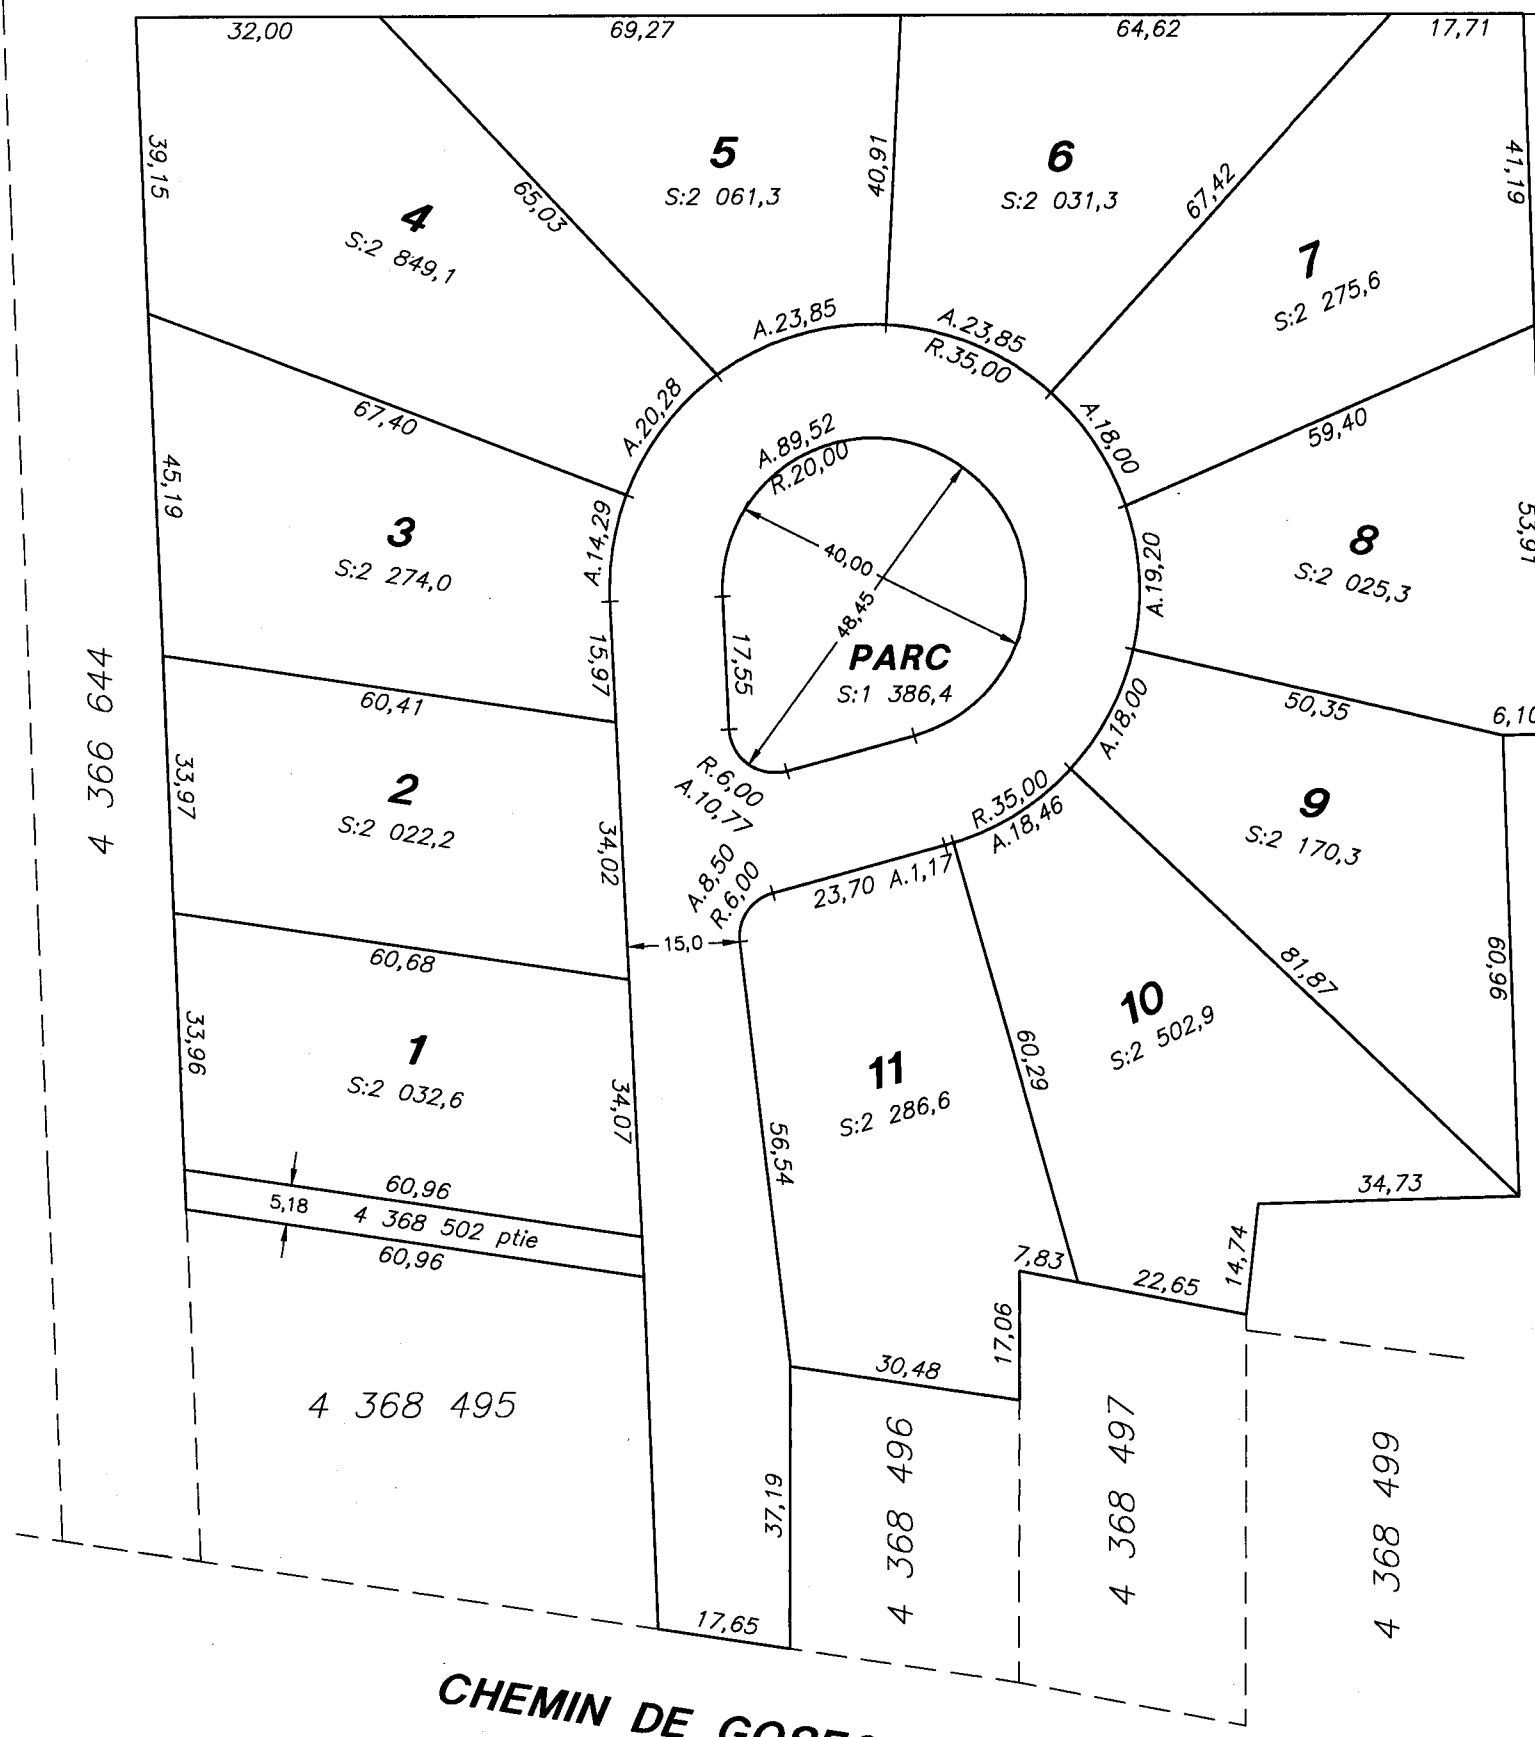 32,00
69,27
64,62
17,71
39,15
4
S:2 849,1
65,03
5
S:2 061,3
40,91
6
S:2 031,3
67,42
7
S:2 275,6
41,19
A.23,85
A.23,85
R.35,00
A.20,28
A.18,00
67,40
59,40
45,19
3
S:2 274,0
A.14,29
A.89,52
R.20,00
40,00
48,45
PARC
S:1 386,4
17,55
A.19,20
8
S:2 025,3
53,91
15,97
60,41
50,35
6,10
4 366 644
33,97
2
S:2 022,2
34,02
R.6,00
A.10,77
A.18,00
R.35,00
A.18,46
9
S:2 170,3
60,96
A.8,50
R.6,00
23,70
A.1,17
15,0
60,68
33,96
1
S:2 032,6
34,07
11
S:2 286,6
56,54
60,29
10
S:2 502,9
81,87
34,73
14,74
60,96
5,18
4 368 502 ptie
60,96
7,83
22,65
17,06
30,48
4 368 495
37,19
4 368 496
4 368 497
4 368 499
17,65
CHEMIN DE